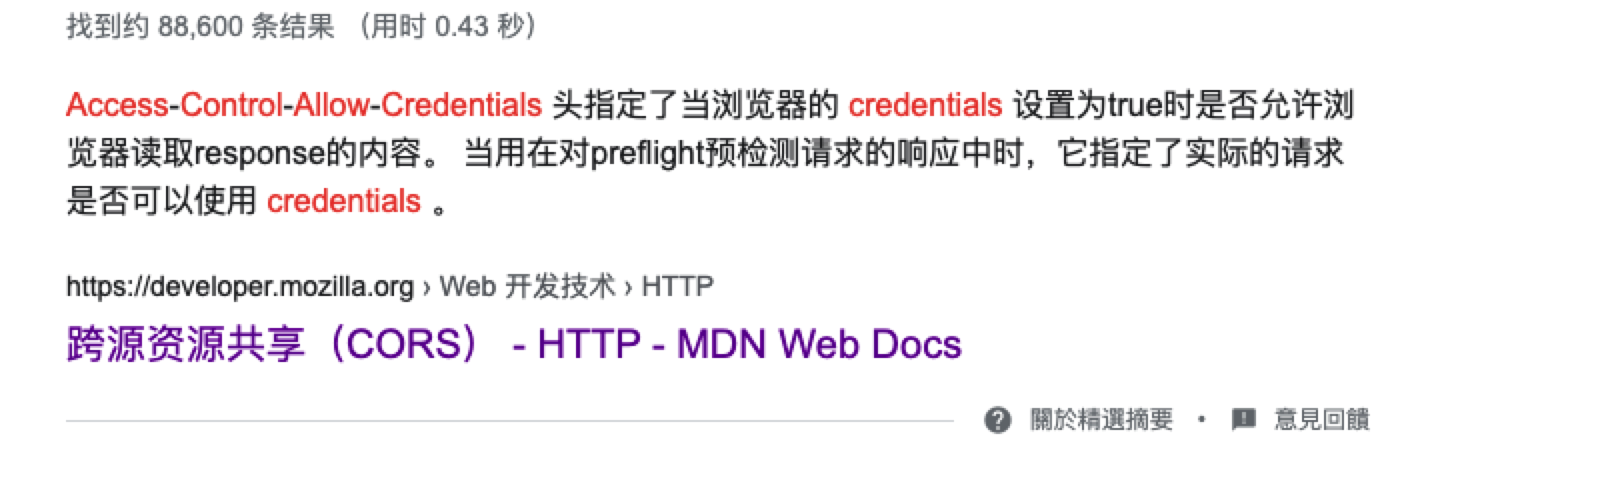 找到约 88,600 条结果 （用时 0.43 秒）
Access-Control-Allow-Credentials 头指定了当浏览器的 credentials 设置为true时是否允许浏
览器读取response的内容。 当用在对preflight预检测请求的响应中时，它指定了实际的请求
是否可以使用 credentials 。
https://developer.mozilla.org › Web 开发技术 › HTTP
跨源资源共享（CORS） - HTTP - MDN Web Docs
關於精選摘要 • 意見回饋